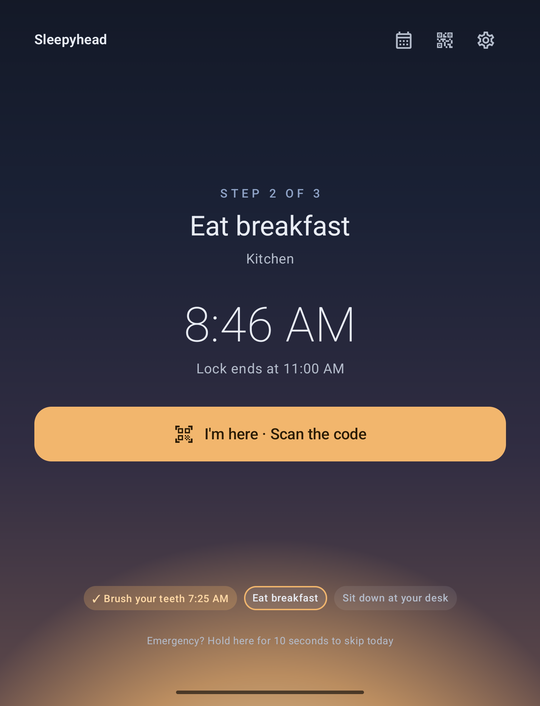 Sleepyhead
STEP 2 OF 3
Eat breakfast
Kitchen
8:46 AM
Lock ends at 11:00 AM
I'm here · Scan the code
✓ Brush your teeth 7:25 AM
Eat breakfast
Sit down at your desk
Emergency? Hold here for 10 seconds to skip today